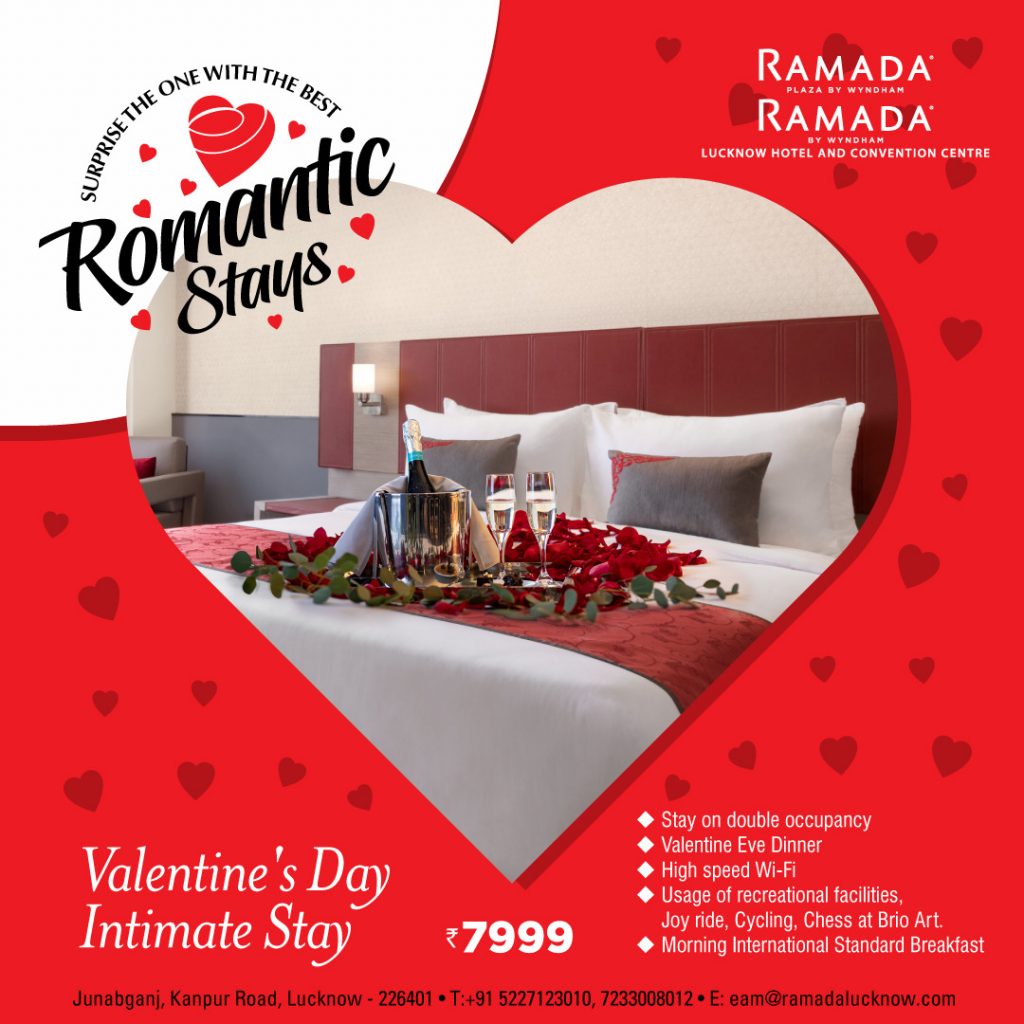 SURPRISE THE ONE WITH THE BEST
Romantic
Stays
RAMADA®
PLAZA BY WYNDHAM
RAMADA®
BY WYNDHAM
LUCKNOW HOTEL AND CONVENTION CENTRE
Valentine's Day
Intimate Stay
₹7999
◆ Stay on double occupancy
◆ Valentine Eve Dinner
◆ High speed Wi-Fi
◆ Usage of recreational facilities,
Joy ride, Cycling, Chess at Brio Art.
◆ Morning International Standard Breakfast
Junabganj, Kanpur Road, Lucknow - 226401 • T:+91 5227123010, 7233008012 • E: eam@ramadalucknow.com